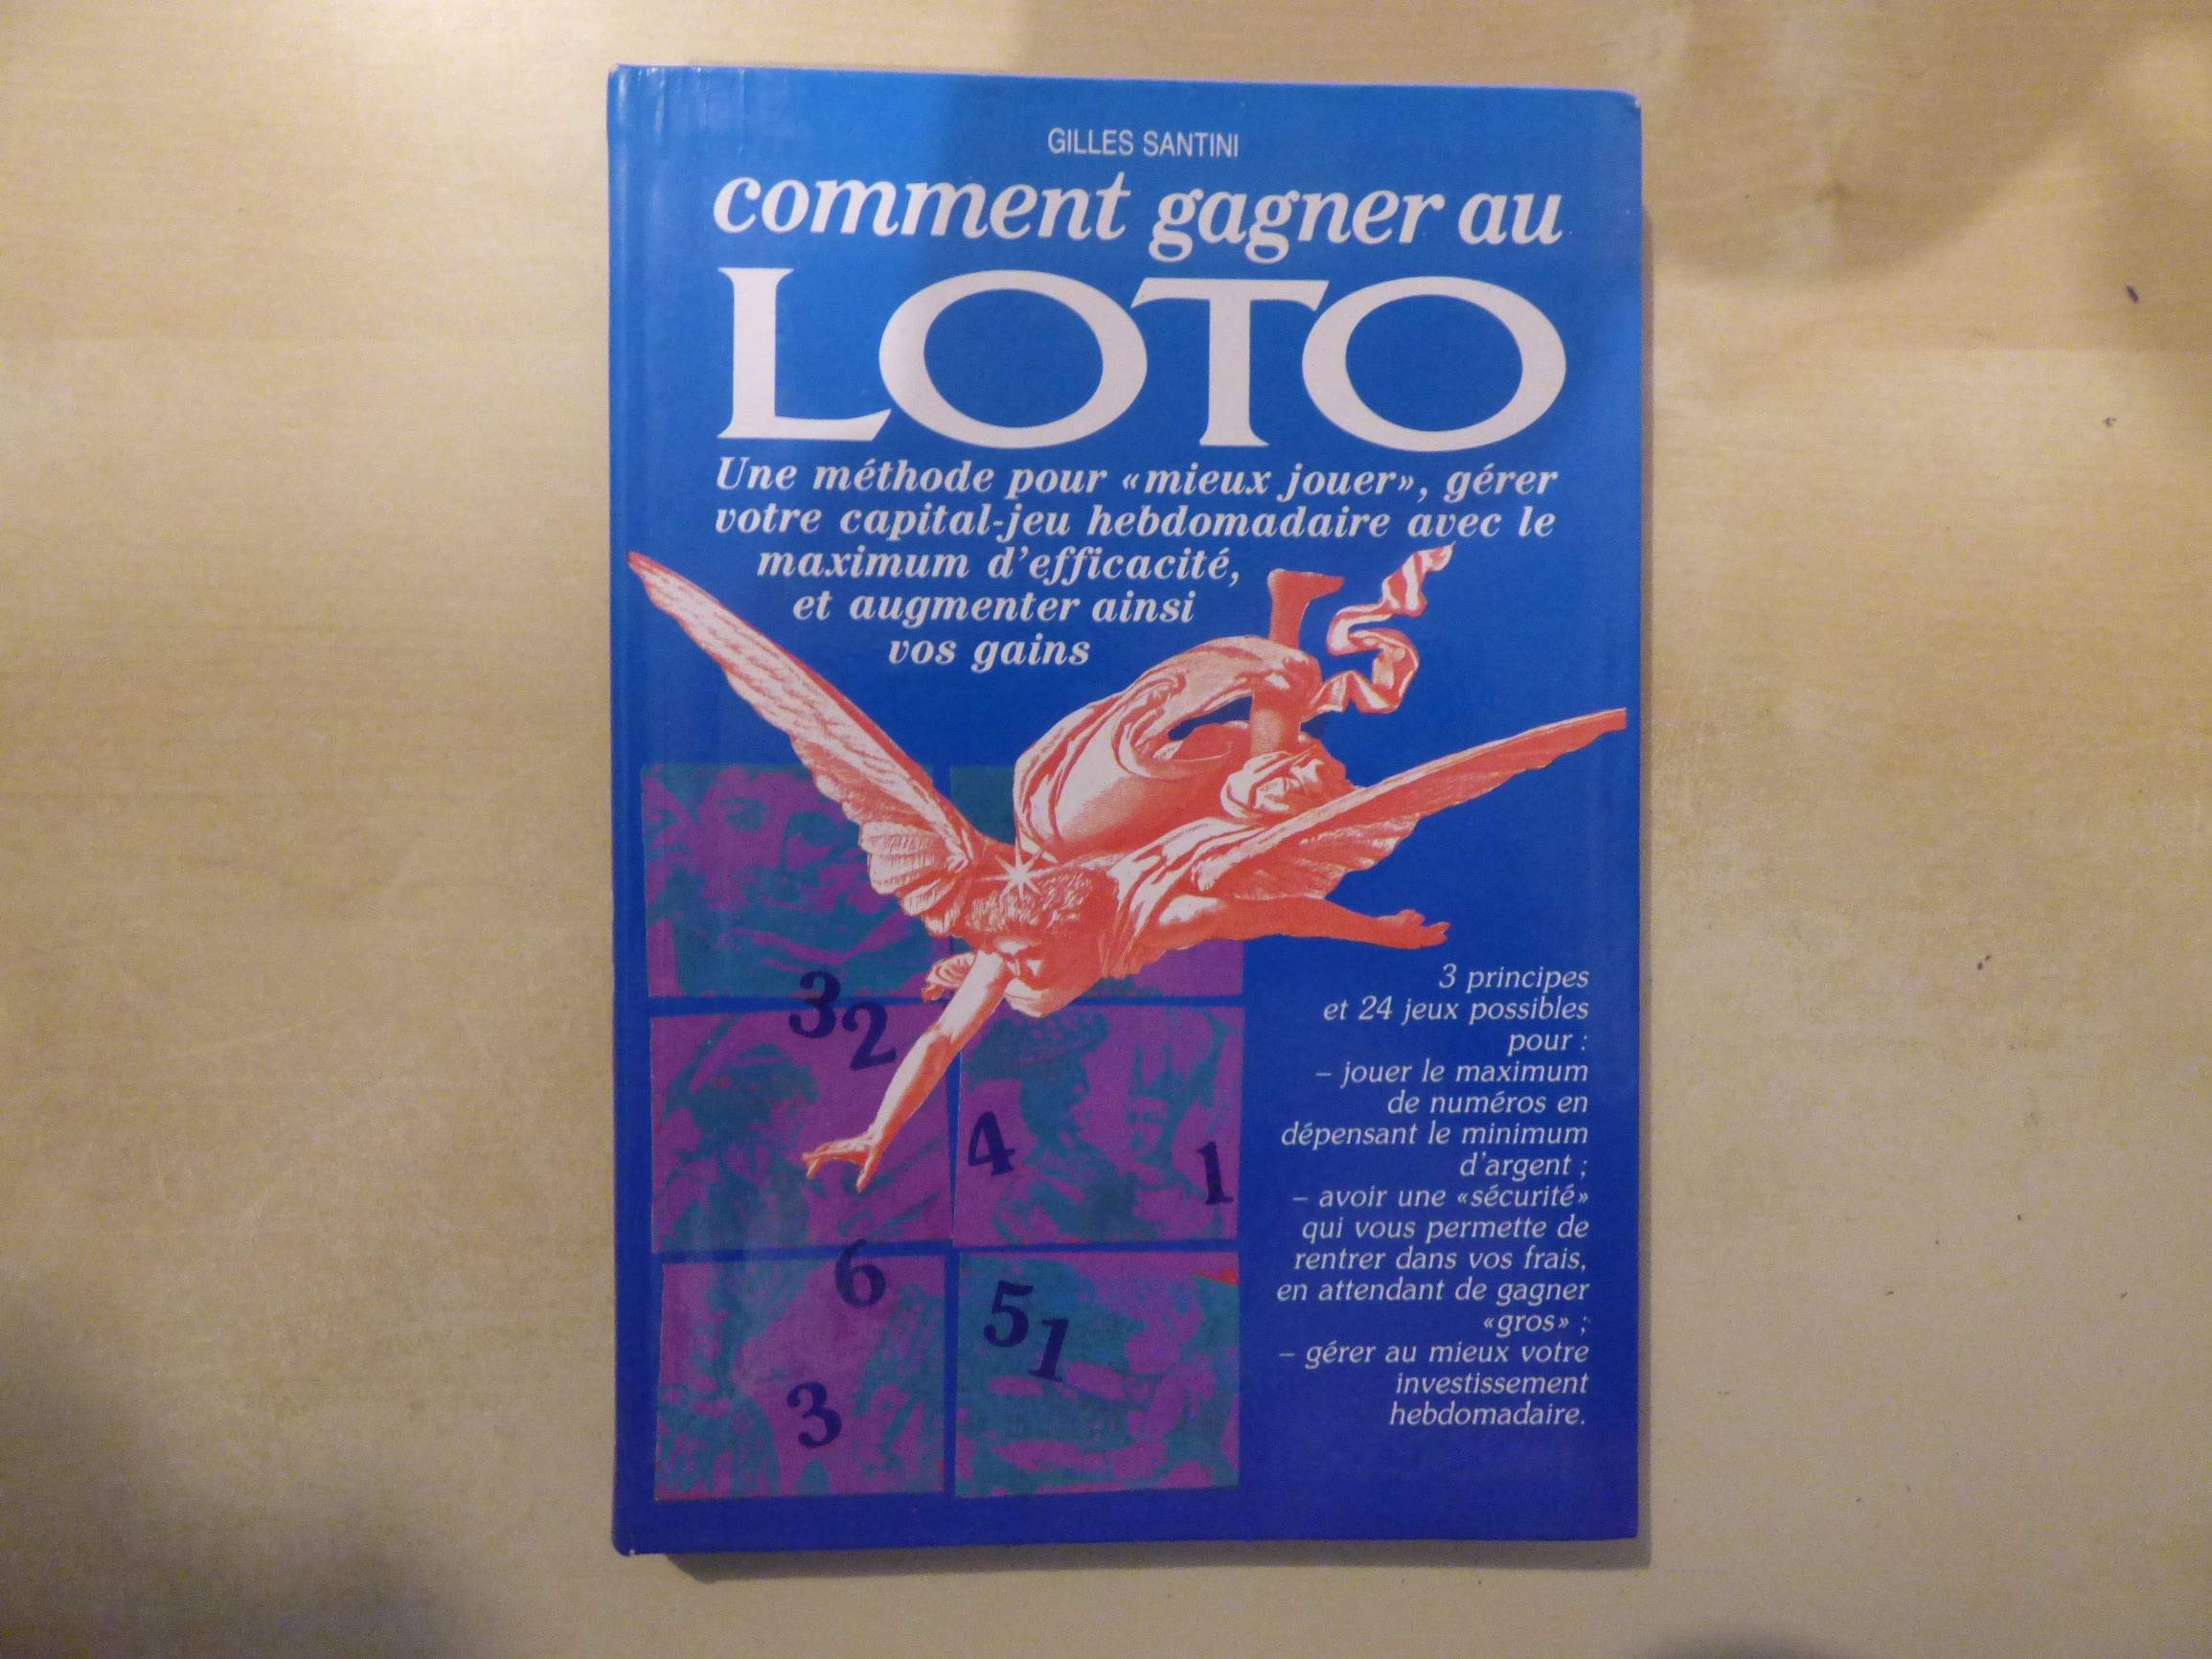 GILLES SANTINI
comment gagner au
LOTO
Une méthode pour «mieux jouer», gérer
votre capital-jeu hebdomadaire avec le
maximum d'efficacité,
et augmenter ainsi
vos gains
3 principes
et 24 jeux possibles
pour :
– jouer le maximum
de numéros en
dépensant le minimum
d'argent ;
– avoir une «sécurité»
qui vous permette de
rentrer dans vos frais,
en attendant de gagner
«gros» ;
– gérer au mieux votre
investissement
hebdomadaire.
32
4
1
6
51
3